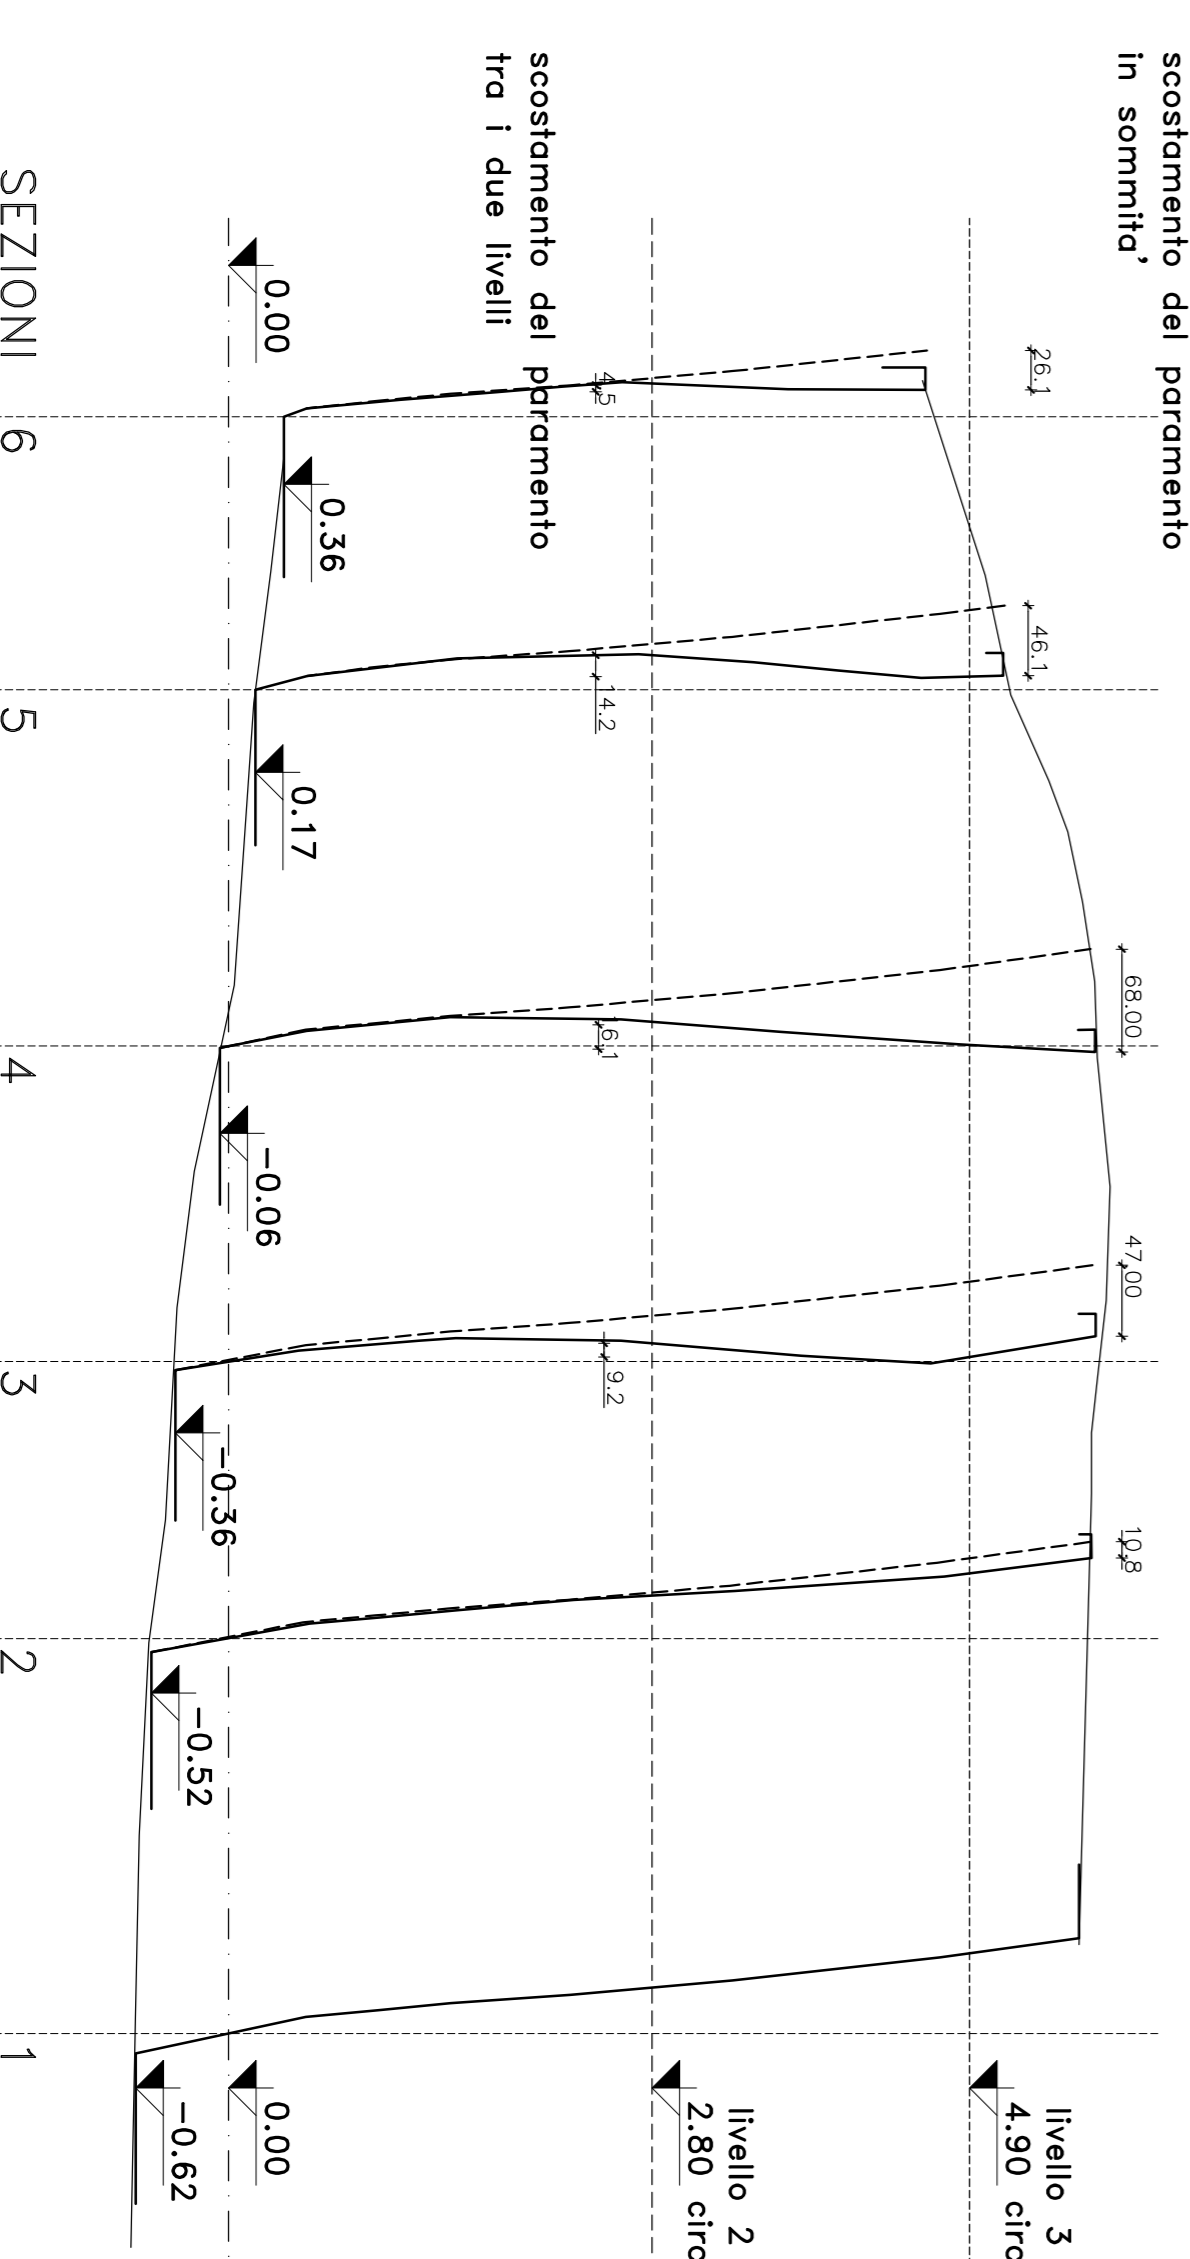 scostamento del paramento
in sommita'
26.1
46.1
68.00
47.00
10.8
livello 3
4.90 circ
livello 2
2.80 circ
scostamento del paramento
tra i due livelli
4.5
14.2
16.1
9.2
0.00
0.36
0.17
-0.06
-0.36
-0.52
-0.62
0.00
SEZIONI
6
5
4
3
2
1